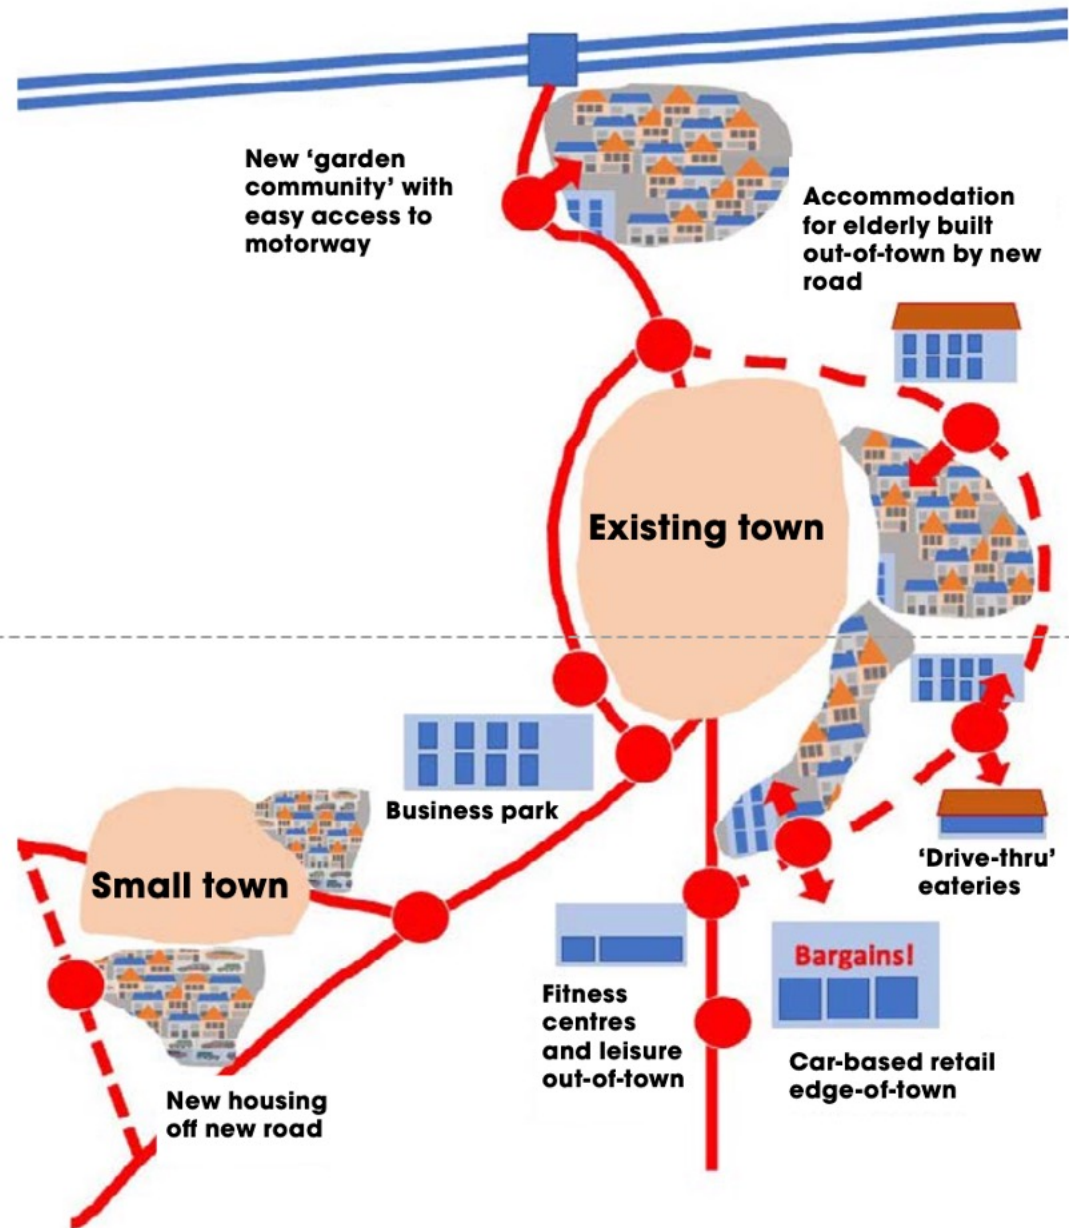 New ‘garden
community’ with
easy access to
motorway
Accommodation
for elderly built
out-of-town by new
road
Existing town
Business park
Small town
‘Drive-thru’
eateries
Bargains!
Fitness
centres
and leisure
out-of-town
Car-based retail
edge-of-town
New housing
off new road